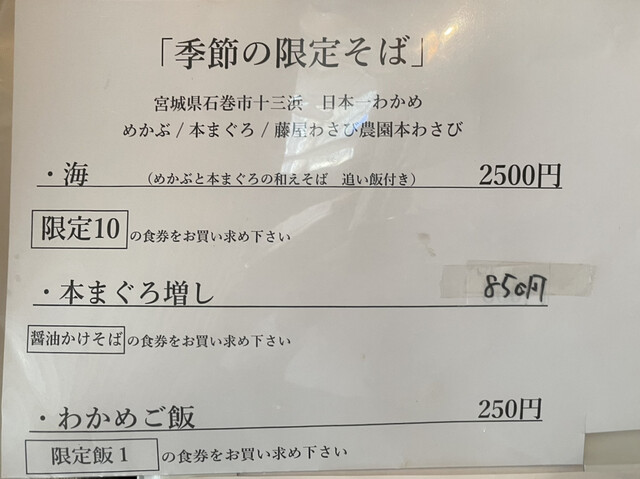 「季節の限定そば」
宮城県石巻市十三浜　日本一わかめ
めかぶ / 本まぐろ / 藤屋わさび農園本わさび
・海　（めかぶと本まぐろの和えそば　追い飯付き）　2500円
限定10の食券をお買い求め下さい
・本まぐろ増し　850円
醤油かけそばの食券をお買い求め下さい
・わかめご飯　250円
限定飯１の食券をお買い求め下さい